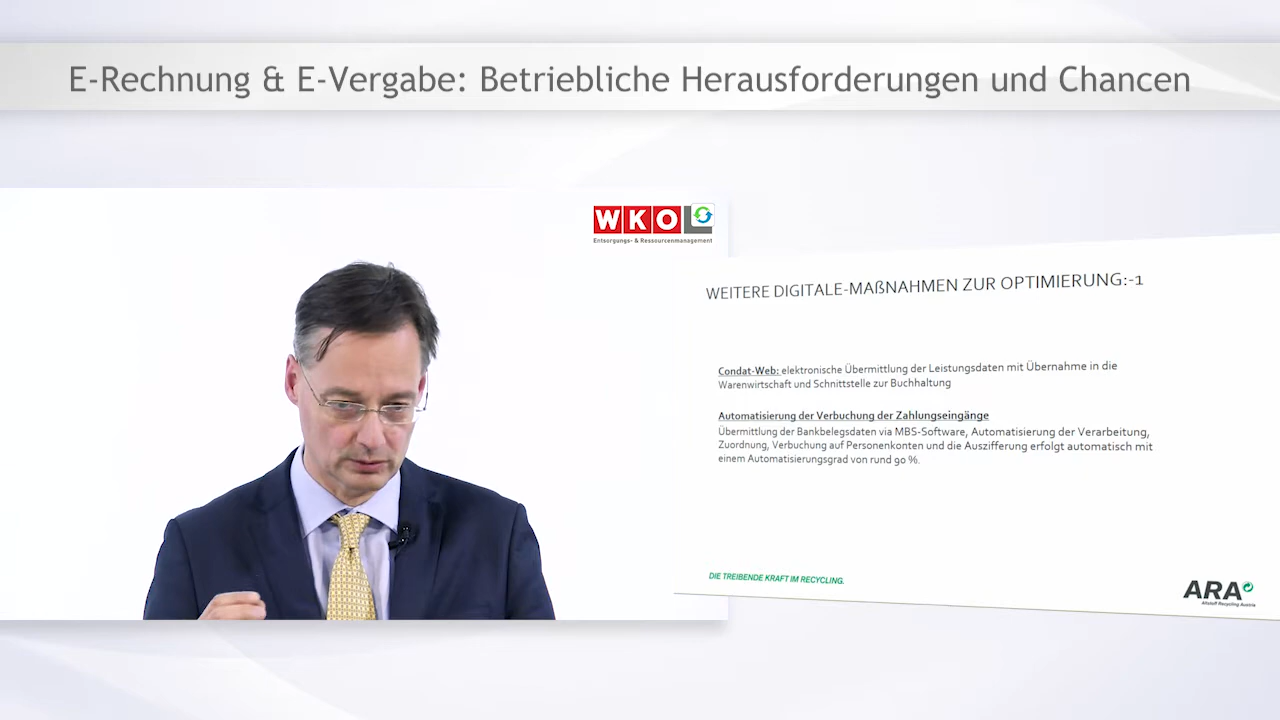 E-Rechnung & E-Vergabe: Betriebliche Herausforderungen und Chancen
WKO
Entsorgungs- & Ressourcenmanagement
WEITERE DIGITALE-MAßNAHMEN ZUR OPTIMIERUNG:-1
Condat-Web: elektronische Übermittlung der Leistungsdaten mit Übernahme in die
Warenwirtschaft und Schnittstelle zur Buchhaltung
Automatisierung der Verbuchung der Zahlungseingänge
Übermittlung der Bankbelegsdaten via MBS-Software, Automatisierung der Verarbeitung,
Zuordnung, Verbuchung auf Personenkonten und die Auszifferung erfolgt automatisch mit
einem Automatisierungsgrad von rund 90 %.
DIE TREIBENDE KRAFT IM RECYCLING.
ARA
Altstoff Recycling Austria